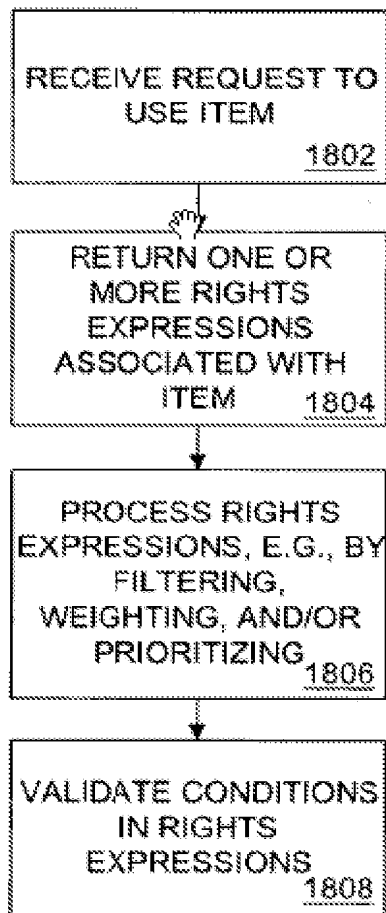 RECEIVE REQUEST TO
USE ITEM
1802
RETURN ONE OR
MORE RIGHTS
EXPRESSIONS
ASSOCIATED WITH
ITEM
1804
PROCESS RIGHTS
EXPRESSIONS, E.G., BY
FILTERING,
WEIGHTING, AND/OR
PRIORITIZING
1806
VALIDATE CONDITIONS
IN RIGHTS
EXPRESSIONS
1808